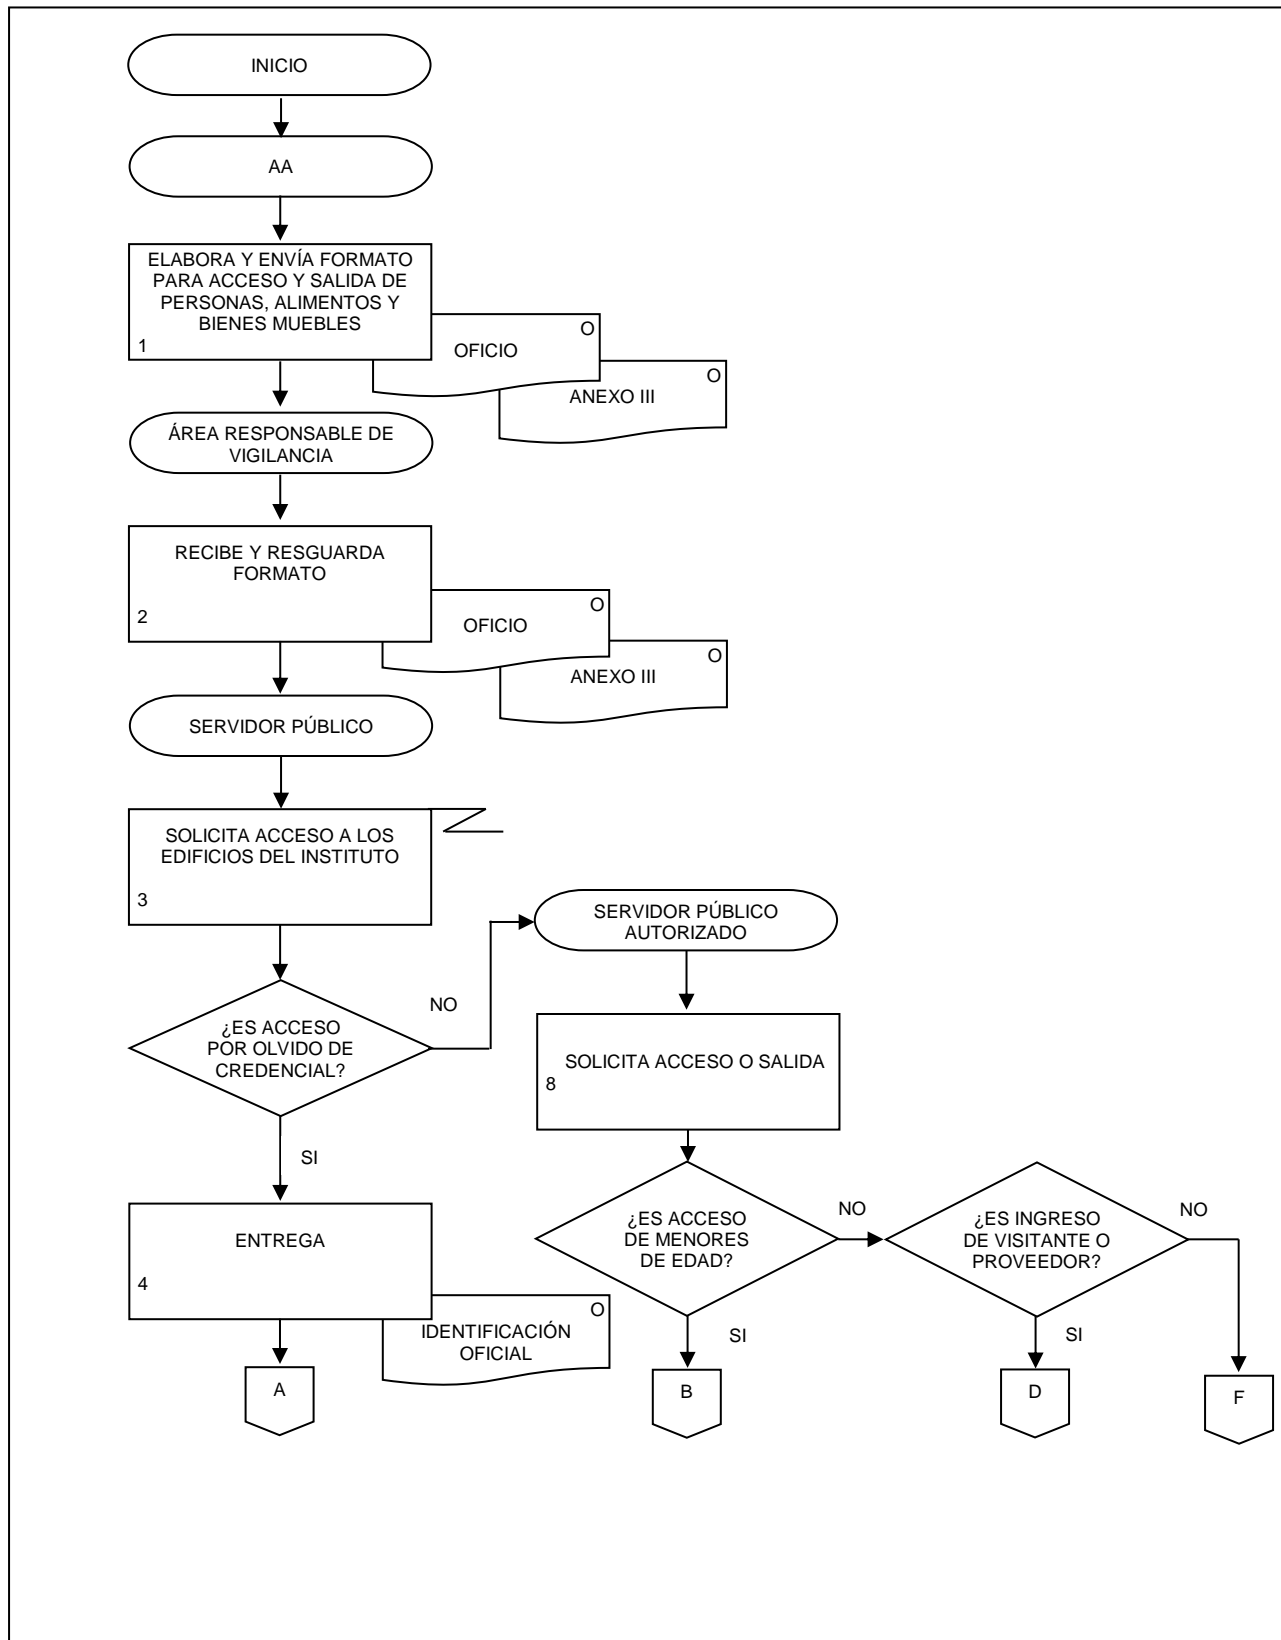 INICIO
AA
ELABORA Y ENVÍA FORMATO
PARA ACCESO Y SALIDA DE
PERSONAS, ALIMENTOS Y
BIENES MUEBLES
1
O
OFICIO
O
ANEXO III
ÁREA RESPONSABLE DE
VIGILANCIA
RECIBE Y RESGUARDA
FORMATO
2
O
OFICIO
O
ANEXO III
SERVIDOR PÚBLICO
SOLICITA ACCESO A LOS
EDIFICIOS DEL INSTITUTO
3
¿ES ACCESO
POR OLVIDO DE
CREDENCIAL?
NO
SI
ENTREGA
4
O
IDENTIFICACIÓN
OFICIAL
A
SERVIDOR PÚBLICO
AUTORIZADO
SOLICITA ACCESO O SALIDA
8
¿ES ACCESO
DE MENORES
DE EDAD?
NO
SI
B
¿ES INGRESO
DE VISITANTE O
PROVEEDOR?
NO
SI
D
F